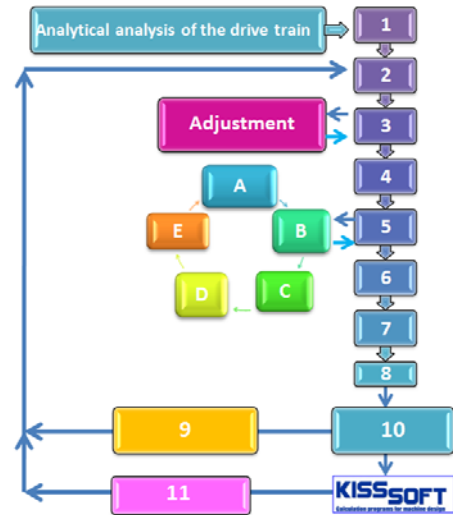 Analytical analysis of the drive train
1
2
Adjustment
3
4
A
B
C
D
E
5
6
7
8
9
10
11
KISSSOFT
Calculation programs for machine design